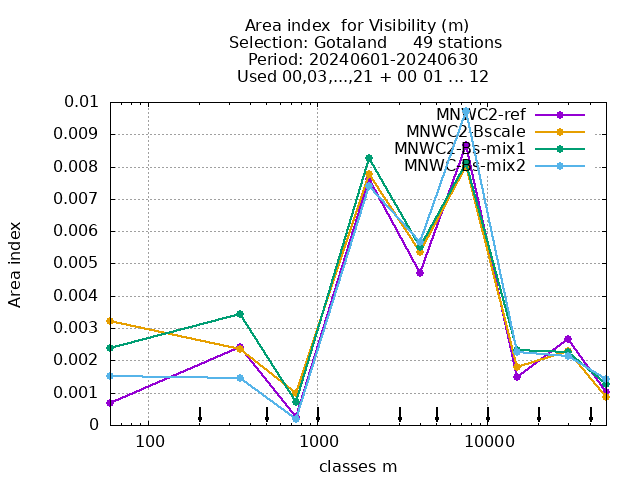 Area index  for Visibility (m)
Selection: Gotaland     49 stations
Period: 20240601-20240630
Used 00,03,...,21 + 00 01 ... 12
0.01
0.009
0.008
0.007
0.006
0.005
0.004
0.003
0.002
0.001
0
Area index
MNWC2-ref
MNWC2-Bscale
MNWC2-Bs-mix1
MNWC-Bs-mix2
100
1000
10000
classes m